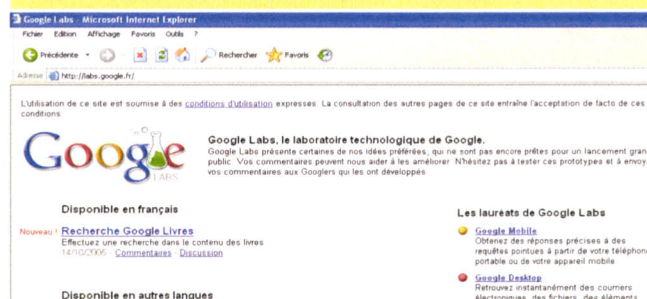 Google Labs - Microsoft Internet Explorer
Fichier Edition Affichage Favoris Outils ?
Précédente Rechercher Favoris
Adresse http://labs.google.fr/
L'utilisation de ce site est soumise à des conditions d'utilisation expresses. La consultation des autres pages de ce site entraîne l'acceptation de facto de ces
conditions.
Google LABS
Google Labs, le laboratoire technologique de Google.
Google Labs présente certaines de nos idées préférées, qui ne sont pas encore prêtes pour un lancement gran
public. Vos commentaires peuvent nous aider à les améliorer. N'hésitez pas à tester ces prototypes et à envoy
vos commentaires aux Googlers qui les ont développés.
Disponible en français
Nouveau ! Recherche Google Livres
Effectuez une recherche dans le contenu des livres
14/10/2005 - Commentaires Discussion
Disponible en autres langues
Les lauréats de Google Labs
Google Mobile
Obtenez des réponses précises à des
requêtes pointues à partir de votre téléphone
portable ou de votre appareil mobile
Google Desktop
Retrouvez instantanément des courriers
électroniques, des fichiers, des éléments